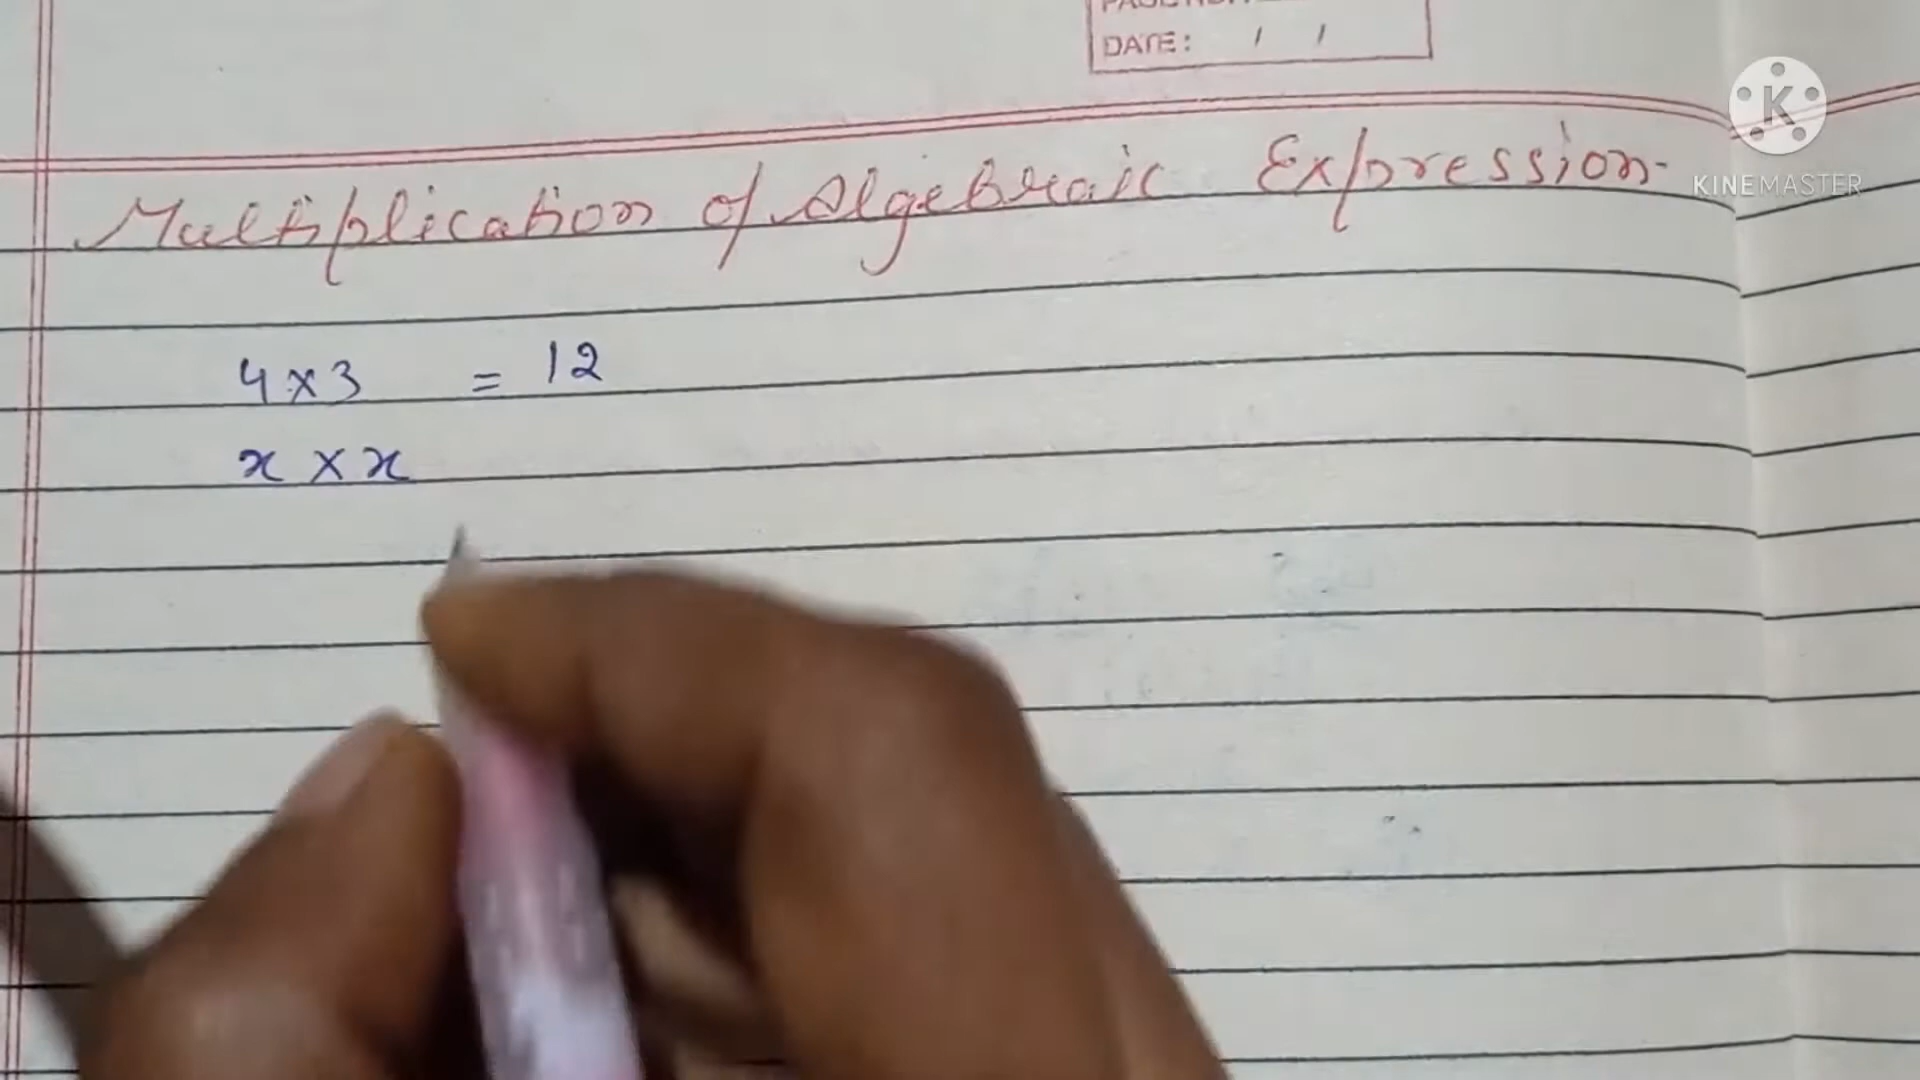 DATE: / /
KINEMASTER
Multiplication of Algebraic Expression
4 × 3 = 12
x × x